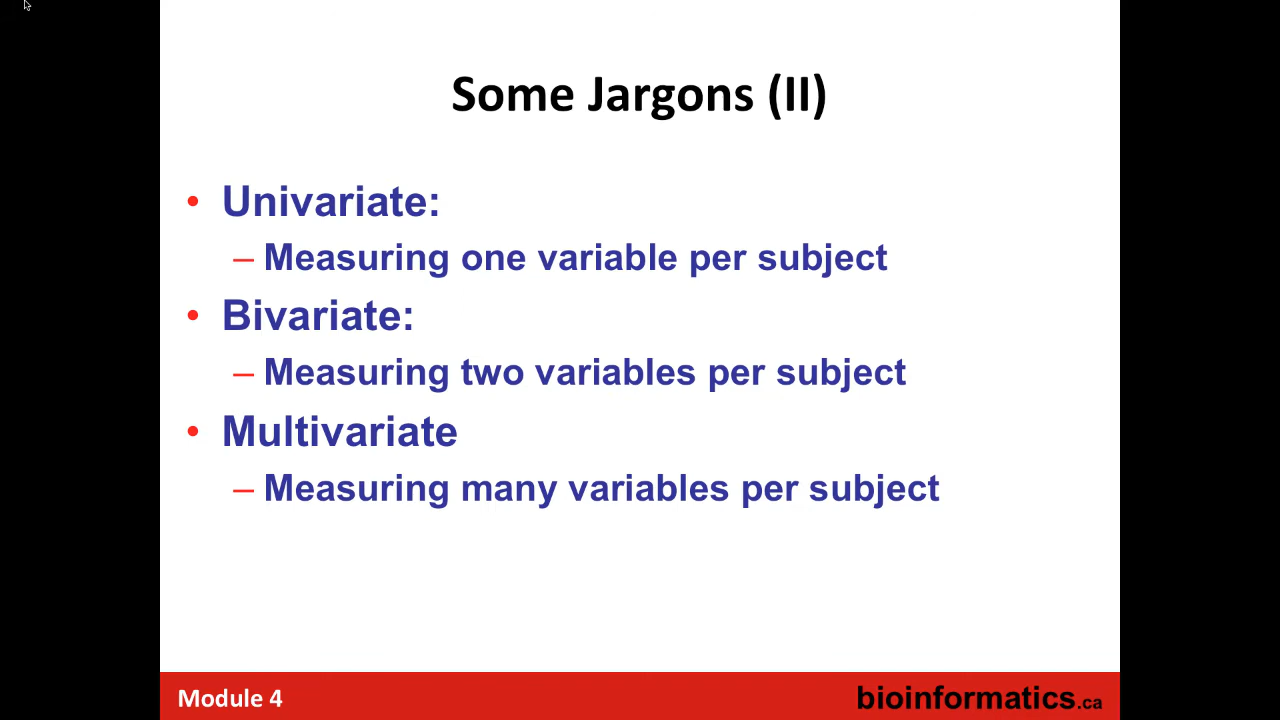 Some Jargons (II)
• Univariate:
– Measuring one variable per subject
• Bivariate:
– Measuring two variables per subject
• Multivariate
– Measuring many variables per subject
Module 4
bioinformatics.ca